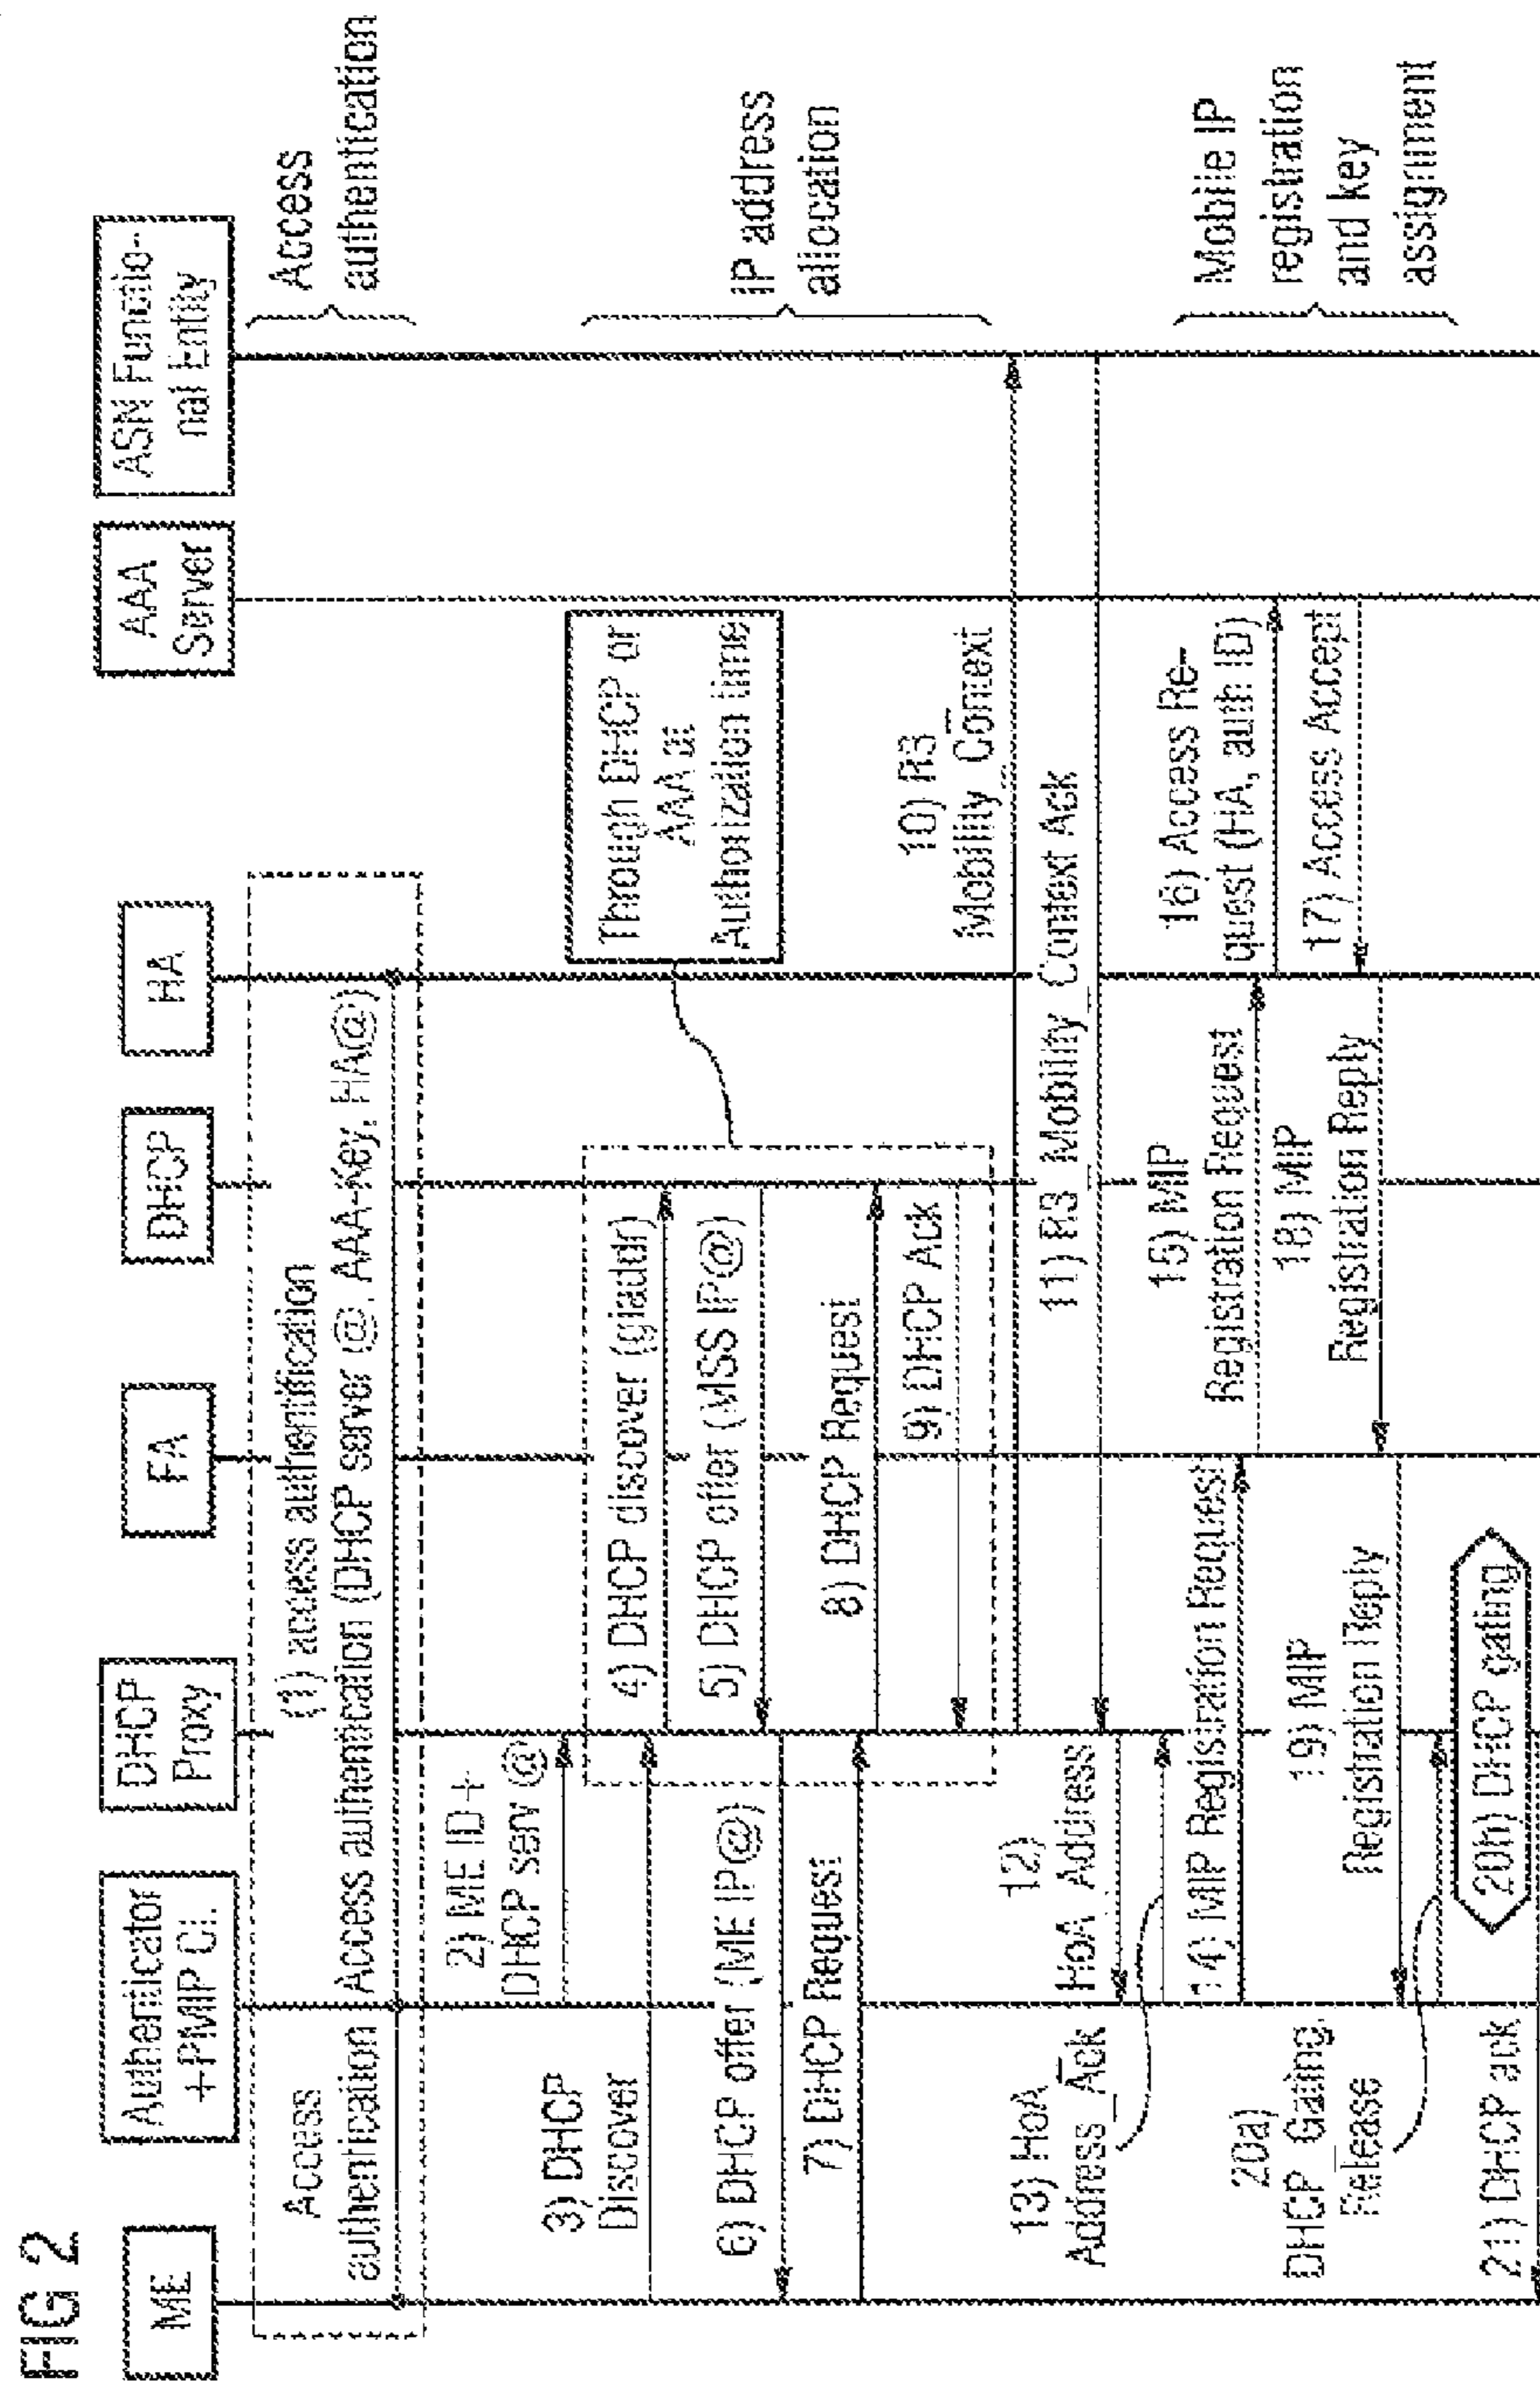 FIG 2
ME
Authenticator
+PMIP Cl.
DHCP
Proxy
FA
DHCP
HA
AAA
Server
ASN Functio-
nal Entity
Access
authentication
(1) access authentification
Access authentication (DHCP server @, AAA-Key, HA@)
Access
authentication
2) ME ID +
DHCP serv @
3) DHCP
Discover
4) DHCP discover (giaddr)
5) DHCP offer (MSS IP@)
Through DHCP or
AAA at
Authorization time
IP address
allocation
6) DHCP offer (ME IP@)
7) DHCP Request
8) DHCP Request
9) DHCP Ack
10) R3
Mobility_Context
11) R3_Mobility_Context Ack
12)
HoA_Address
13) HoA
Address_Ack
14) MIP Registration Request
15) MIP
Registration Request
16) Access Re-
quest (HA, auth ID)
17) Access Accept
18) MIP
Registration Reply
19) MIP
Registration Reply
Mobile IP
registration
and key
assignment
20a)
DHCP_Gating.
Release
20b) DHCP gating
21) DHCP ack